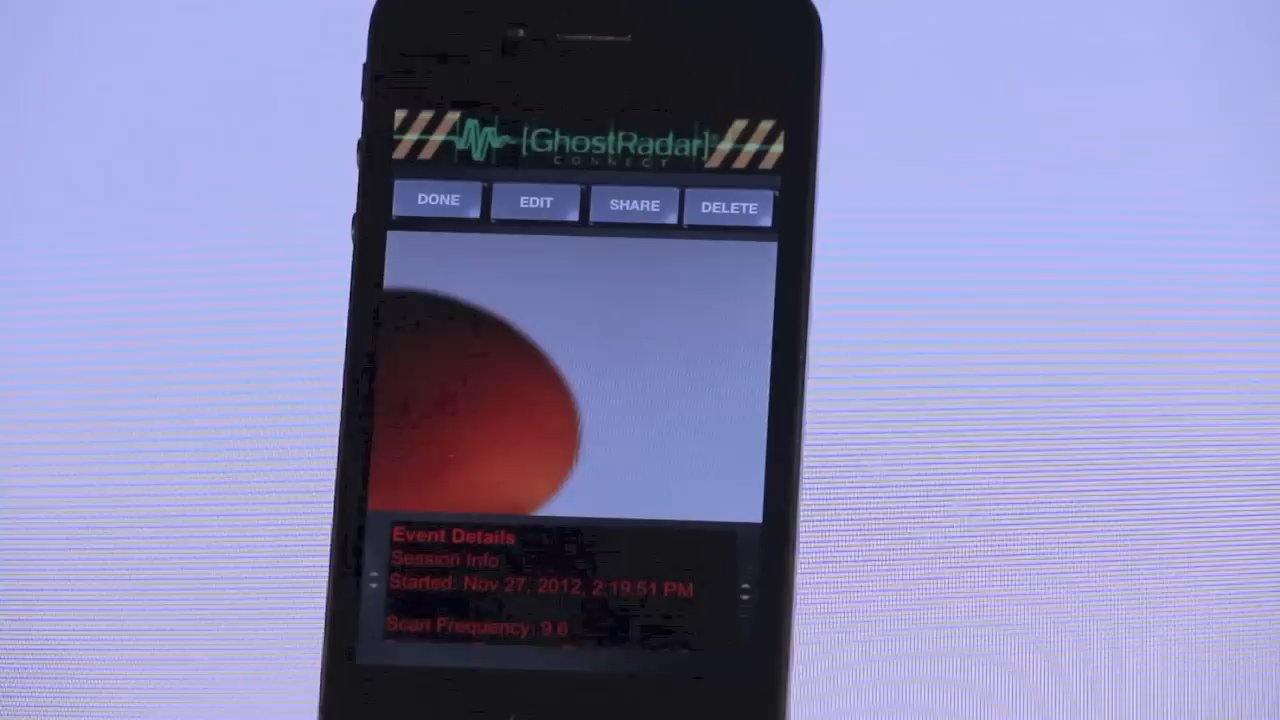 [GhostRadar]
CONNECT
DONE EDIT SHARE DELETE
Event Details
Session Info
Started: Nov 27, 2012, 2:19:51 PM
Scan Frequency: 9.6